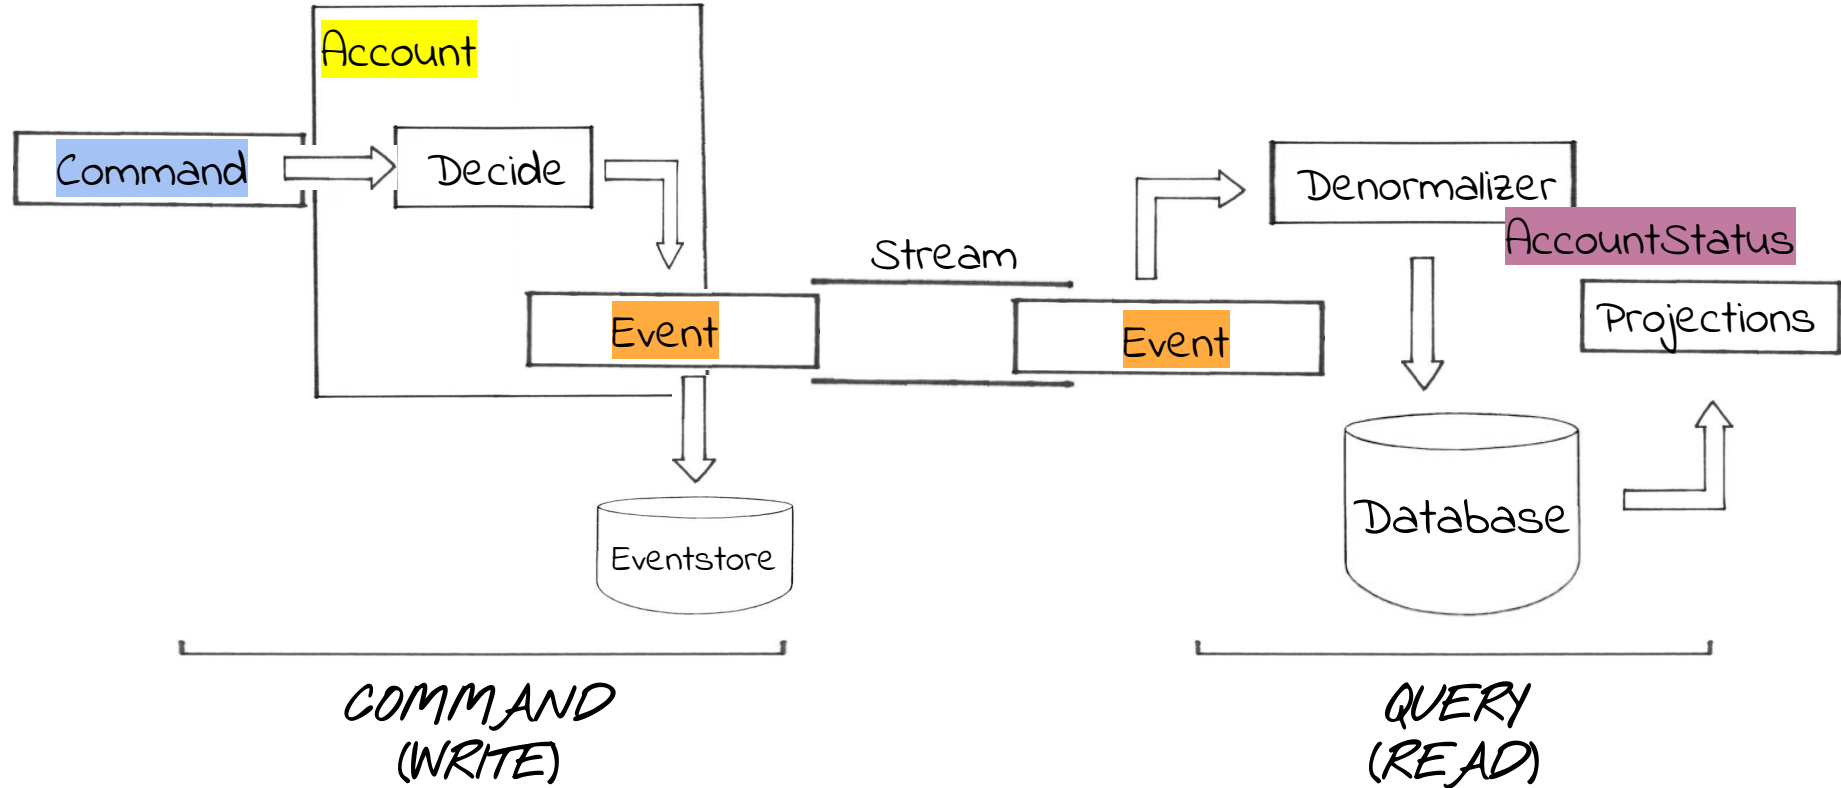 Account
Command
Decide
Event
Eventstore
Stream
Event
Denormalizer
AccountStatus
Projections
Database
COMMAND
(WRITE)
QUERY
(READ)